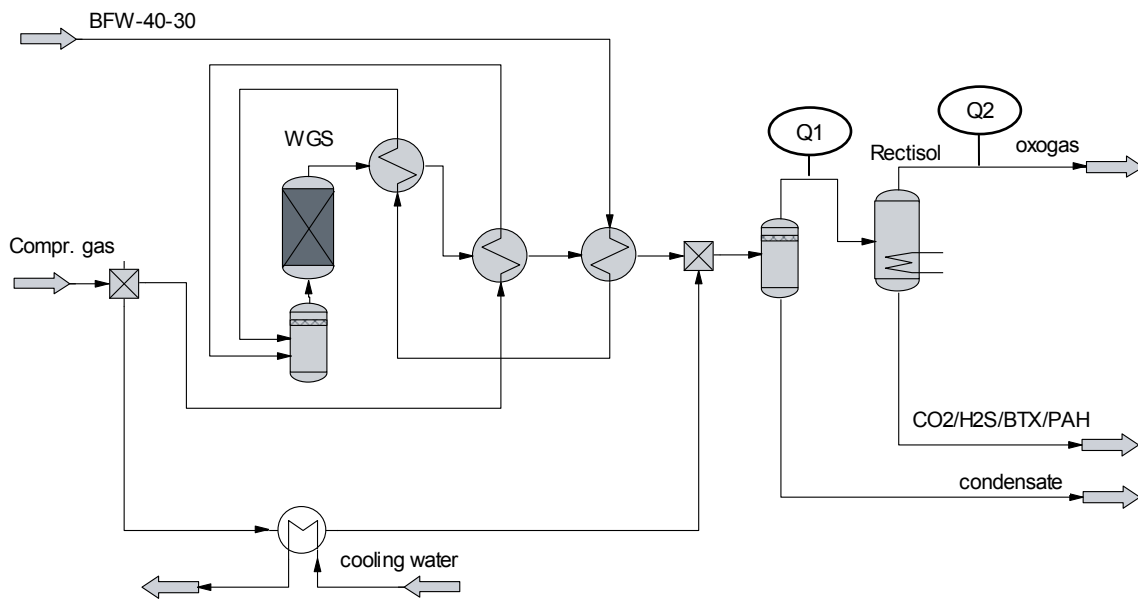 BFW-40-30
Q1
Q2
WGS
Rectisol
oxogas
Compr. gas
CO2/H2S/BTX/PAH
condensate
cooling water